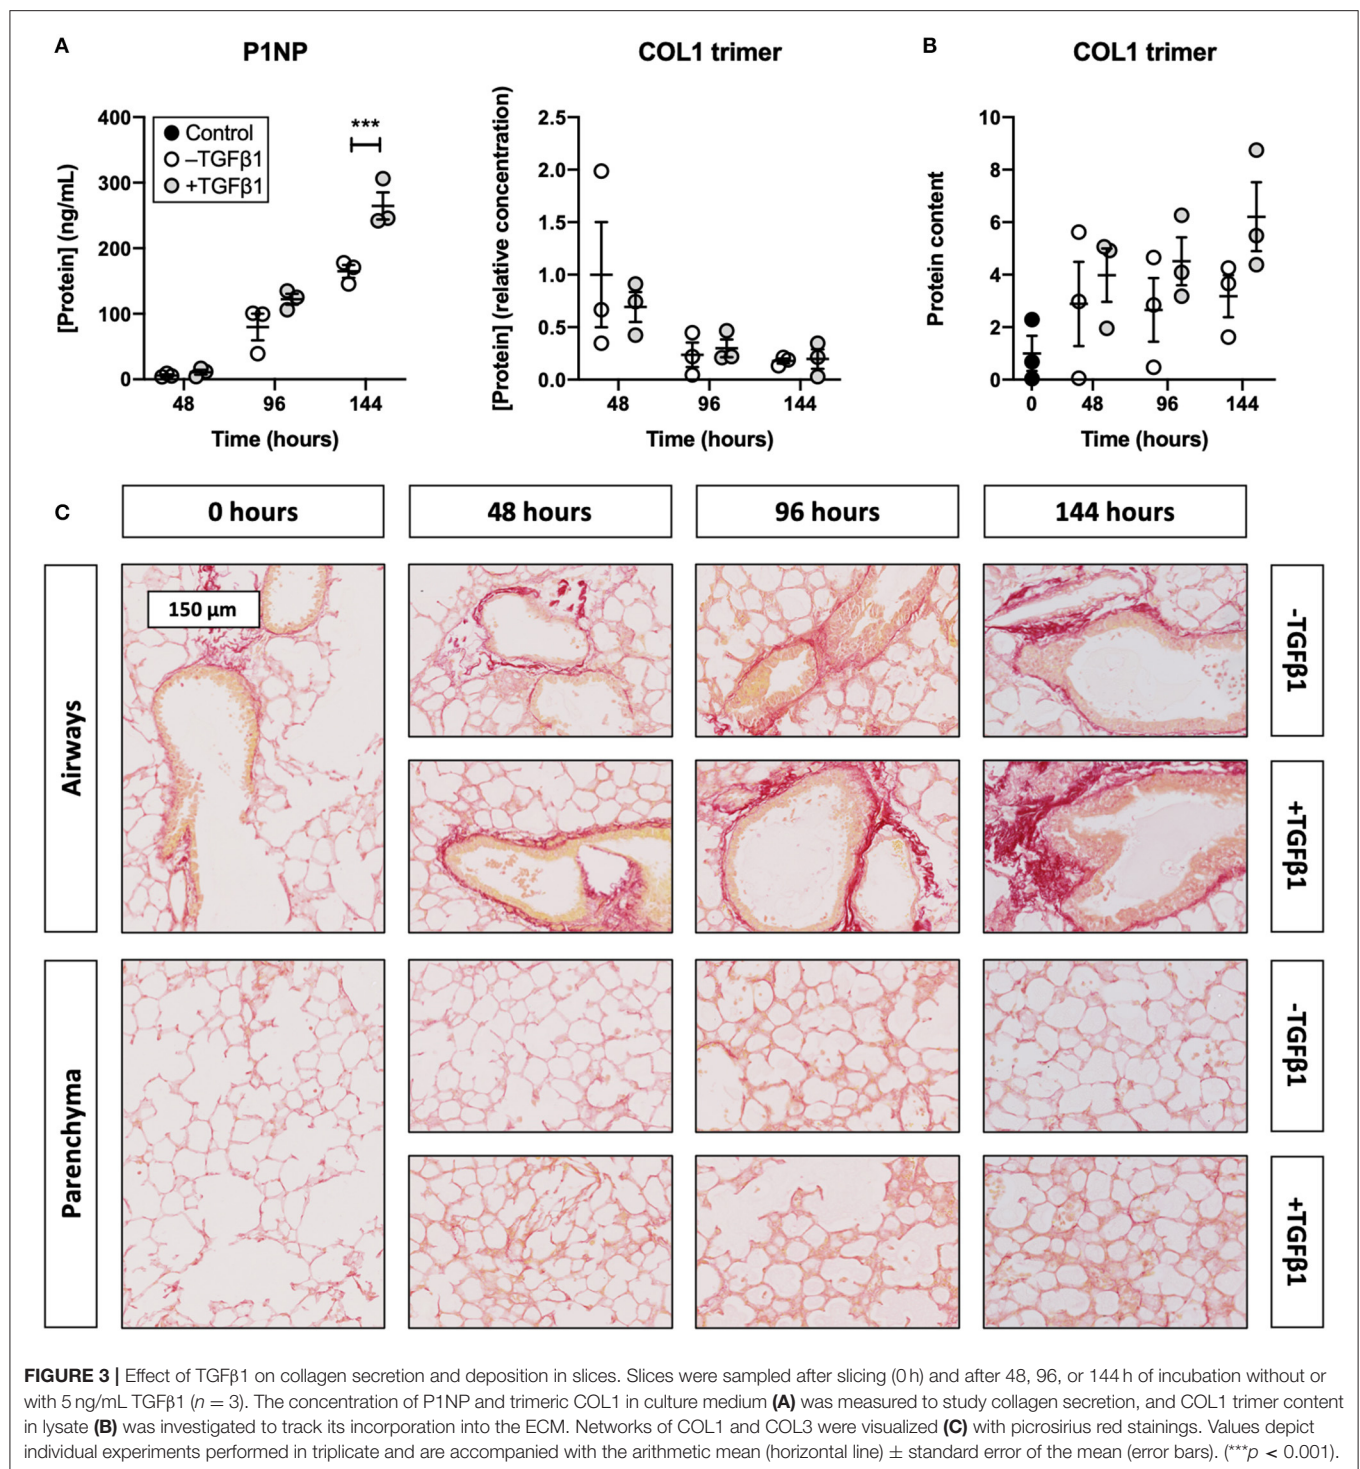 A
P1NP
[Protein] (ng/mL)
400
300
200
100
0
Control
–TGFβ1
+TGFβ1
***
48
96
144
Time (hours)
COL1 trimer
[Protein] (relative concentration)
2.5
2.0
1.5
1.0
0.5
0.0
48
96
144
Time (hours)
B
COL1 trimer
Protein content
10
8
6
4
2
0
0
48
96
144
Time (hours)
C
0 hours
48 hours
96 hours
144 hours
Airways
150 µm
-TGFβ1
+TGFβ1
Parenchyma
-TGFβ1
+TGFβ1
FIGURE 3 | Effect of TGFβ1 on collagen secretion and deposition in slices. Slices were sampled after slicing (0 h) and after 48, 96, or 144 h of incubation without or
with 5 ng/mL TGFβ1 (n = 3). The concentration of P1NP and trimeric COL1 in culture medium (A) was measured to study collagen secretion, and COL1 trimer content
in lysate (B) was investigated to track its incorporation into the ECM. Networks of COL1 and COL3 were visualized (C) with picrosirius red stainings. Values depict
individual experiments performed in triplicate and are accompanied with the arithmetic mean (horizontal line) ± standard error of the mean (error bars). (***p < 0.001).